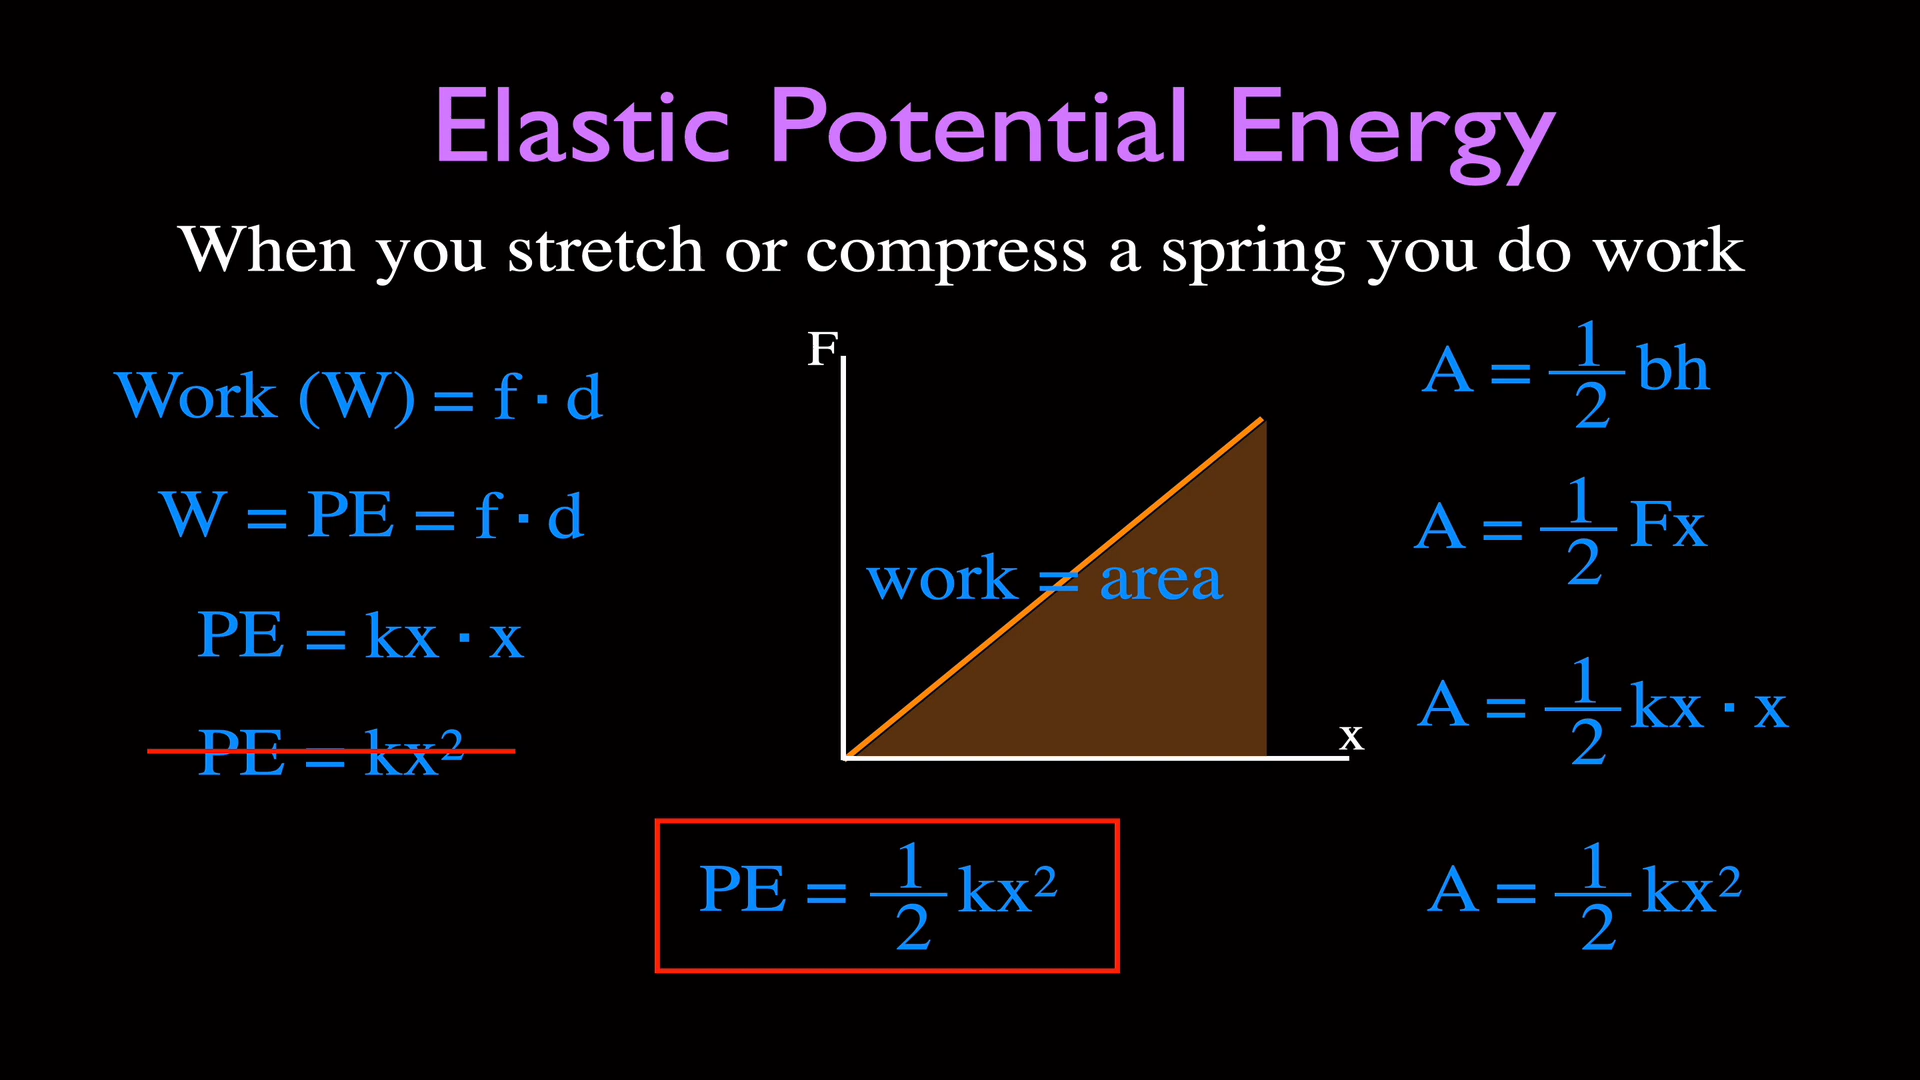 Elastic Potential Energy
When you stretch or compress a spring you do work
Work (W) = f · d
W = PE = f · d
PE = kx · x
PE = kx²
F
work = area
x
A = 1/2 bh
A = 1/2 Fx
A = 1/2 kx · x
A = 1/2 kx²
PE = 1/2 kx²